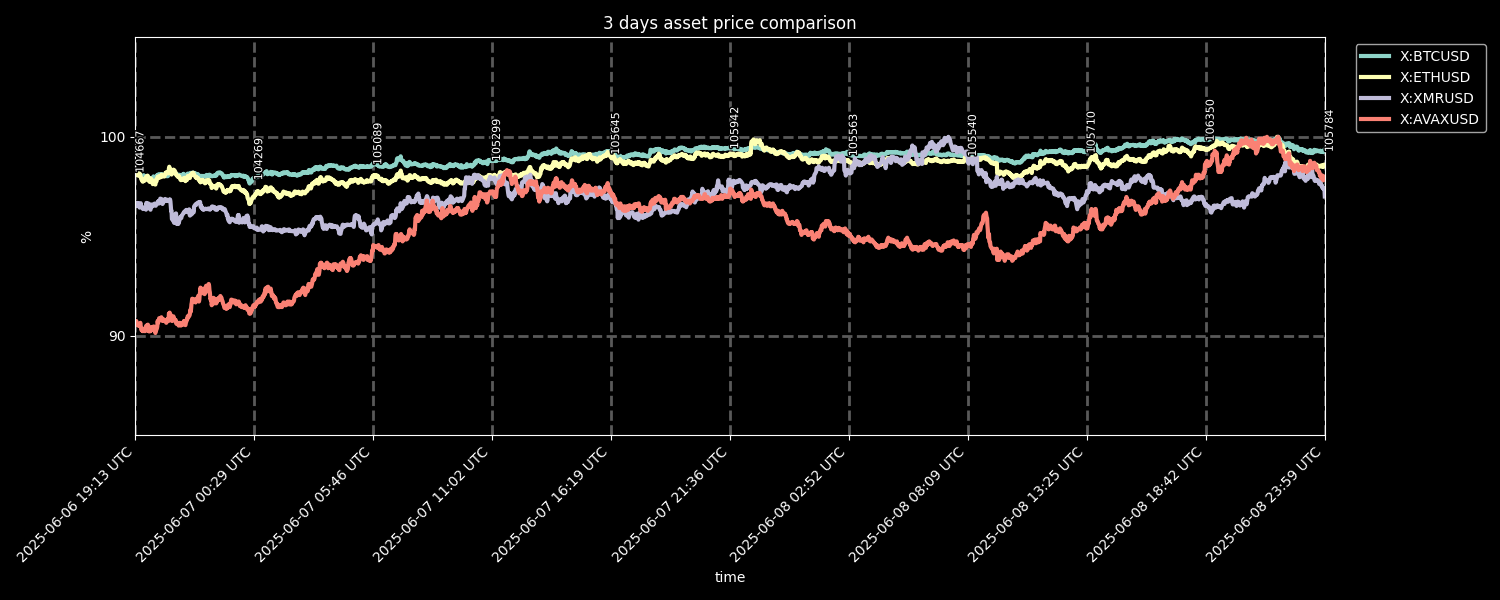 3 days asset price comparison
X:BTCUSD
X:ETHUSD
X:XMRUSD
X:AVAXUSD
100
90
%
104667
104269
105089
105299
105645
105942
105563
105540
105710
106350
105784
2025-06-06 19:13 UTC
2025-06-07 00:29 UTC
2025-06-07 05:46 UTC
2025-06-07 11:02 UTC
2025-06-07 16:19 UTC
2025-06-07 21:36 UTC
2025-06-08 02:52 UTC
2025-06-08 08:09 UTC
2025-06-08 13:25 UTC
2025-06-08 18:42 UTC
2025-06-08 23:59 UTC
time